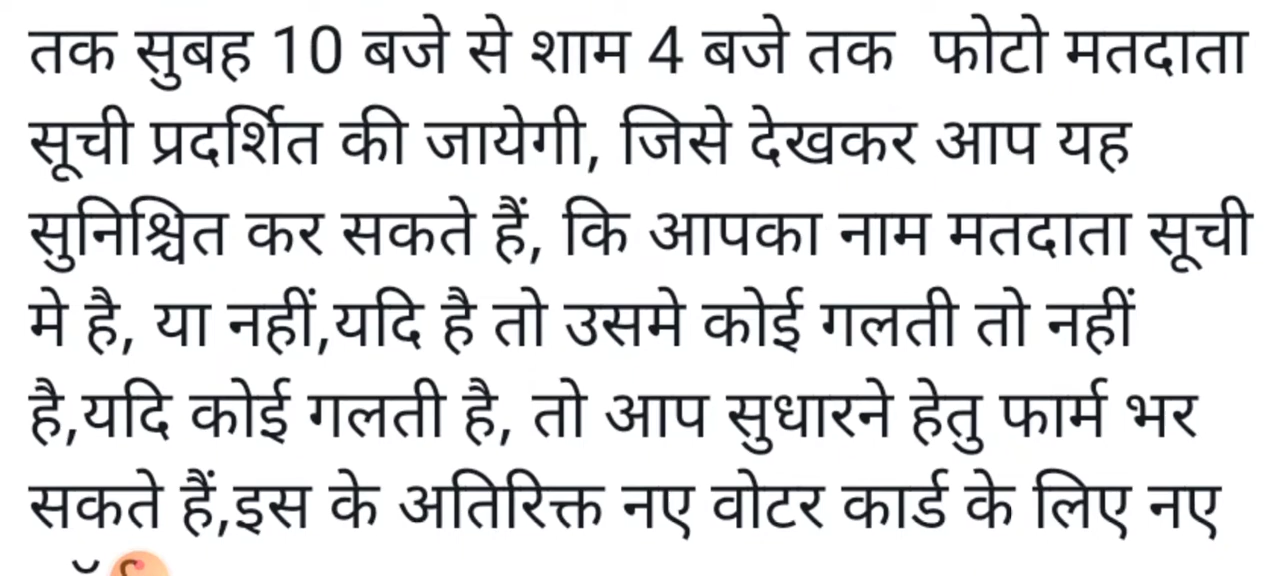 तक सुबह 10 बजे से शाम 4 बजे तक  फोटो मतदाता
सूची प्रदर्शित की जायेगी, जिसे देखकर आप यह
सुनिश्चित कर सकते हैं, कि आपका नाम मतदाता सूची
मे है, या नहीं,यदि है तो उसमे कोई गलती तो नहीं
है,यदि कोई गलती है, तो आप सुधारने हेतु फार्म भर
सकते हैं,इस के अतिरिक्त नए वोटर कार्ड के लिए नए